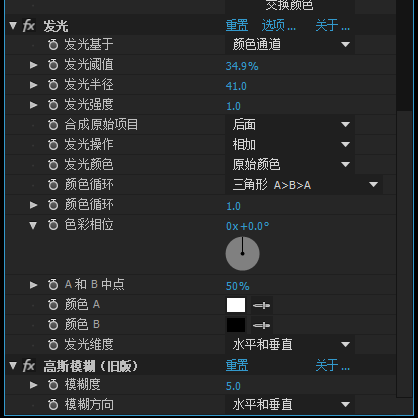 交换颜色
fx 发光 重置 选项... 关于...
发光基于 颜色通道
发光阈值 34.9%
发光半径 41.0
发光强度 1.0
合成原始项目 后面
发光操作 相加
发光颜色 原始颜色
颜色循环 三角形 A>B>A
颜色循环 1.0
色彩相位 0x+0.0°
A 和 B 中点 50%
颜色 A
颜色 B
发光维度 水平和垂直
fx 高斯模糊（旧版） 重置 关于...
模糊度 5.0
模糊方向 水平和垂直